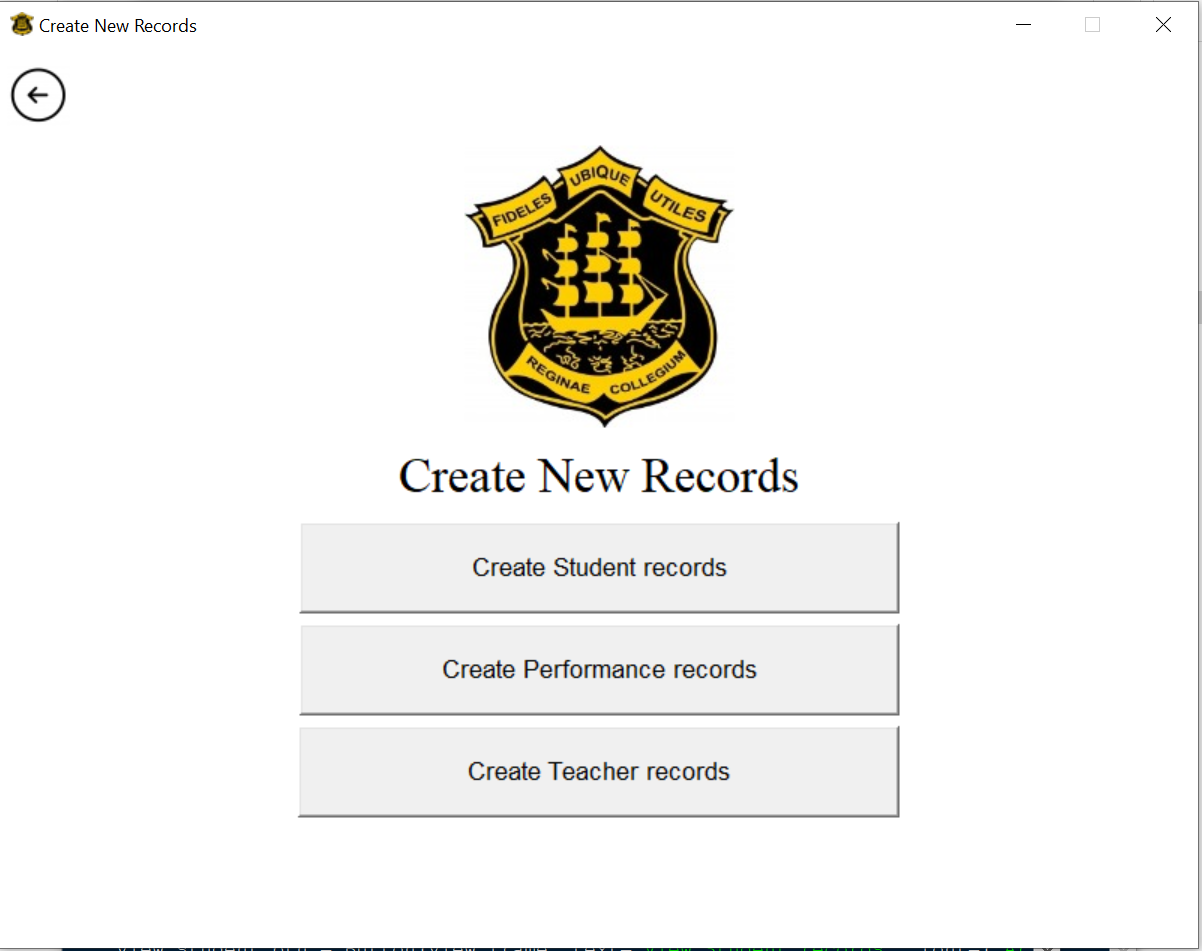 Create New Records
FIDELES UBIQUE UTILES
REGINAE COLLEGIUM
Create New Records
Create Student records
Create Performance records
Create Teacher records